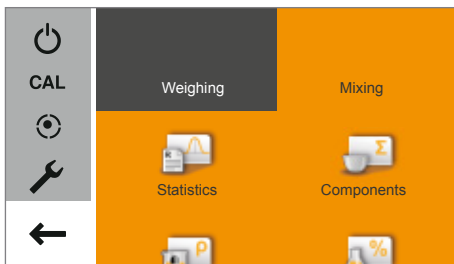 CAL
Weighing
Mixing
Σ
Statistics
Components
ρ
%